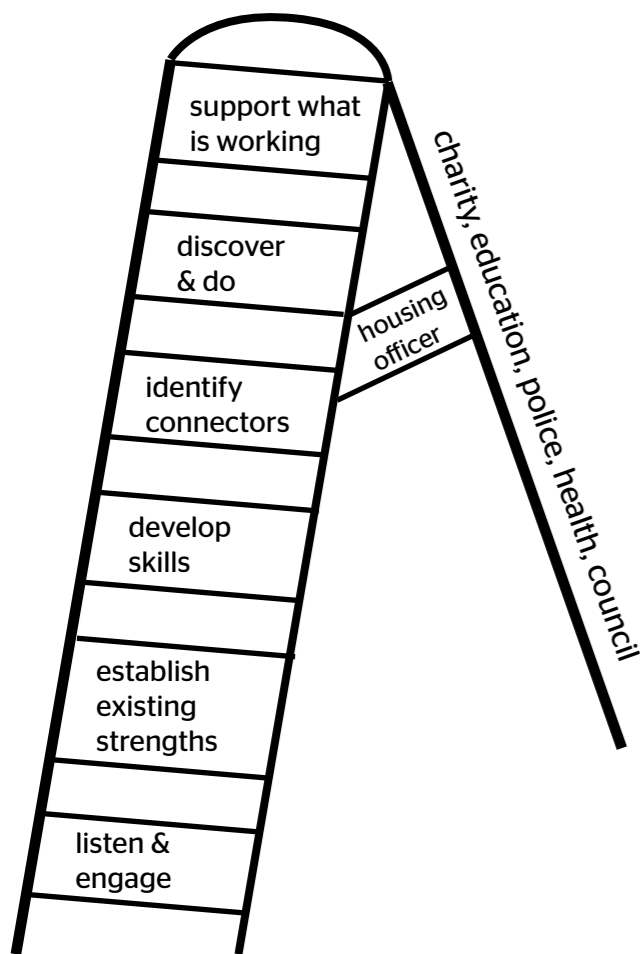 support what
is working
discover
& do
identify
connectors
develop
skills
establish
existing
strengths
listen &
engage
housing
officer
charity, education, police, health, council